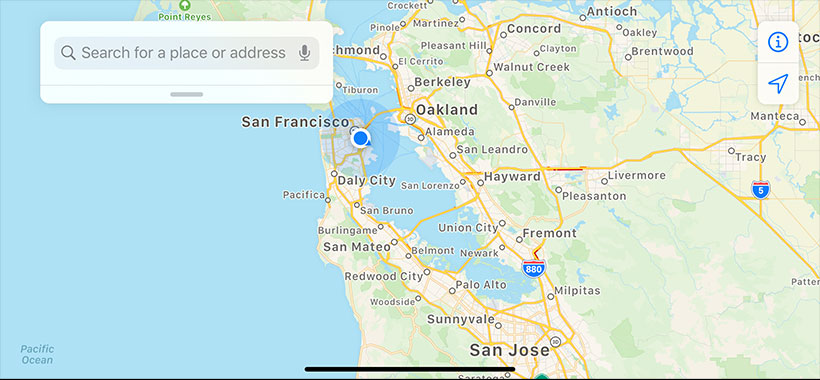 Point Reyes
Crockett
Martinez
Pinole
Concord
Antioch
Oakley
Search for a place or address
Pleasant Hill
Clayton
Brentwood
El Cerrito
Walnut Creek
Tiburon
Berkeley
Danville
Oakland
San Francisco
Alameda
Manteca
San Leandro
Tracy
Daly City
San Lorenzo
Hayward
Livermore
5
Pacifica
Pleasanton
San Bruno
Burlingame
Union City
Fremont
San Mateo
Belmont
Newark
880
Redwood City
Palo Alto
Milpitas
Woodside
Sunnyvale
San Jose
Pacific
Ocean
Saratoga